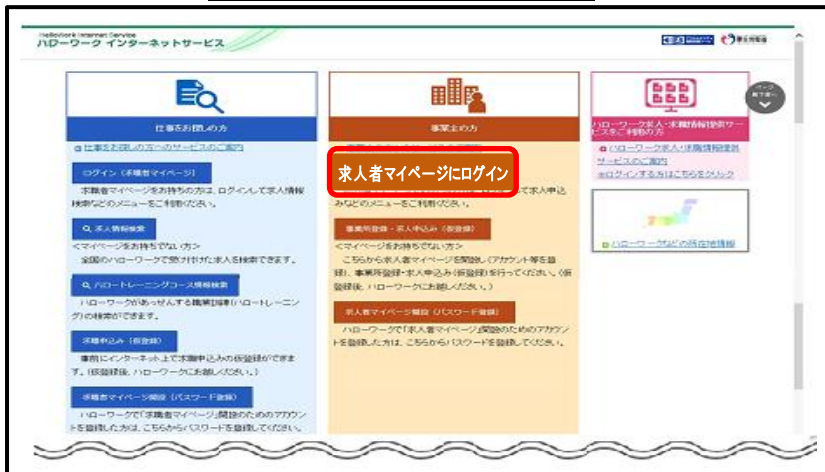 HelloWork Internet Service
ハローワーク インターネットサービス
仕事をお探しの方
仕事をお探しの方へのサービスのご案内
ログイン（求職者マイページ）
求職者マイページをお持ちの方は、ログインして求人情報
検索などのメニューをご利用ください。
求人情報検索
＜マイページをお持ちでない方＞
全国のハローワークで受け付けた求人を検索できます。
ハロートレーニングコース情報検索
ハローワークがあっせんする職業訓練（ハロートレーニン
グ）の検索ができます。
求職申込み（仮登録）
事前にインターネット上で求職申込みの仮登録ができま
す。（仮登録後、ハローワークにお越しください。）
求職者マイページ開設（パスワード登録）
ハローワークで「求職者マイページ」開設のためのアカウン
トを登録した方は、こちらからパスワードを登録してください。
事業主の方
求人者マイページにログイン
して求人申込
みなどのメニューをご利用ください。
事業所登録・求人申込み（仮登録）
＜マイページをお持ちでない方＞
こちらから求人者マイページを開設し（アカウント等を登
録）、事業所登録・求人申込み（仮登録）を行ってください。（仮
登録後、ハローワークにお越しください。）
求人者マイページ開設（パスワード登録）
ハローワークで「求人者マイページ」開設のためのアカウン
トを登録した方は、こちらからパスワードを登録してください。
ハローワーク求人・求職情報提供サー
ビスをご利用の方
ハローワーク求人・求職情報提供
サービスのご案内
※ログインする方はこちらをクリック
ハローワークなどの所在地情報
厚生労働省